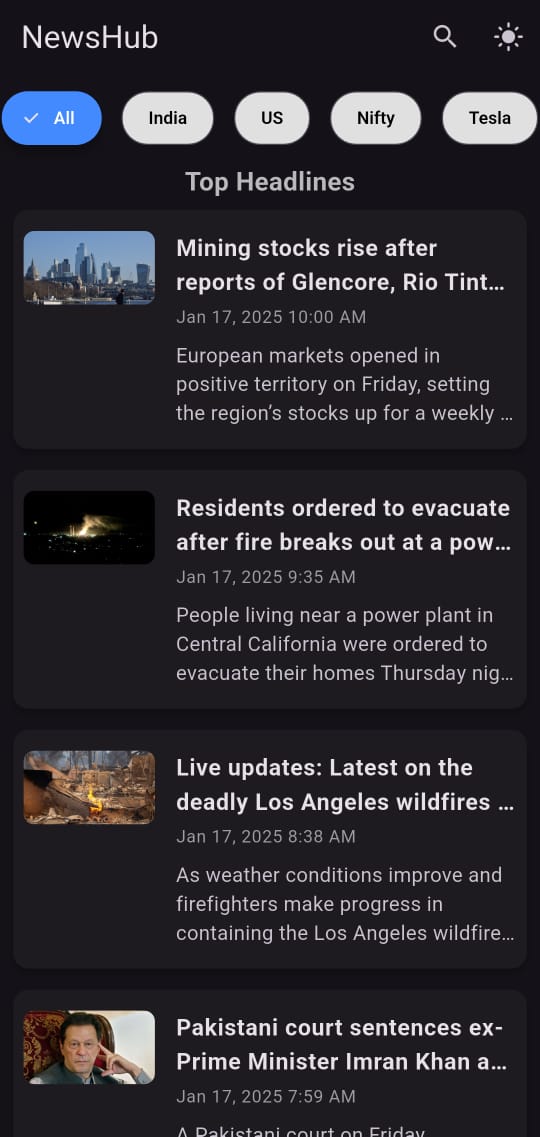 NewsHub
All
India
US
Nifty
Tesla
Top Headlines
Mining stocks rise after
reports of Glencore, Rio Tint…
Jan 17, 2025 10:00 AM
European markets opened in
positive territory on Friday, setting
the region’s stocks up for a weekly …
Residents ordered to evacuate
after fire breaks out at a pow…
Jan 17, 2025 9:35 AM
People living near a power plant in
Central California were ordered to
evacuate their homes Thursday nig…
Live updates: Latest on the
deadly Los Angeles wildfires …
Jan 17, 2025 8:38 AM
As weather conditions improve and
firefighters make progress in
containing the Los Angeles wildfire…
Pakistani court sentences ex-
Prime Minister Imran Khan a…
Jan 17, 2025 7:59 AM
A Pakistani court on Friday